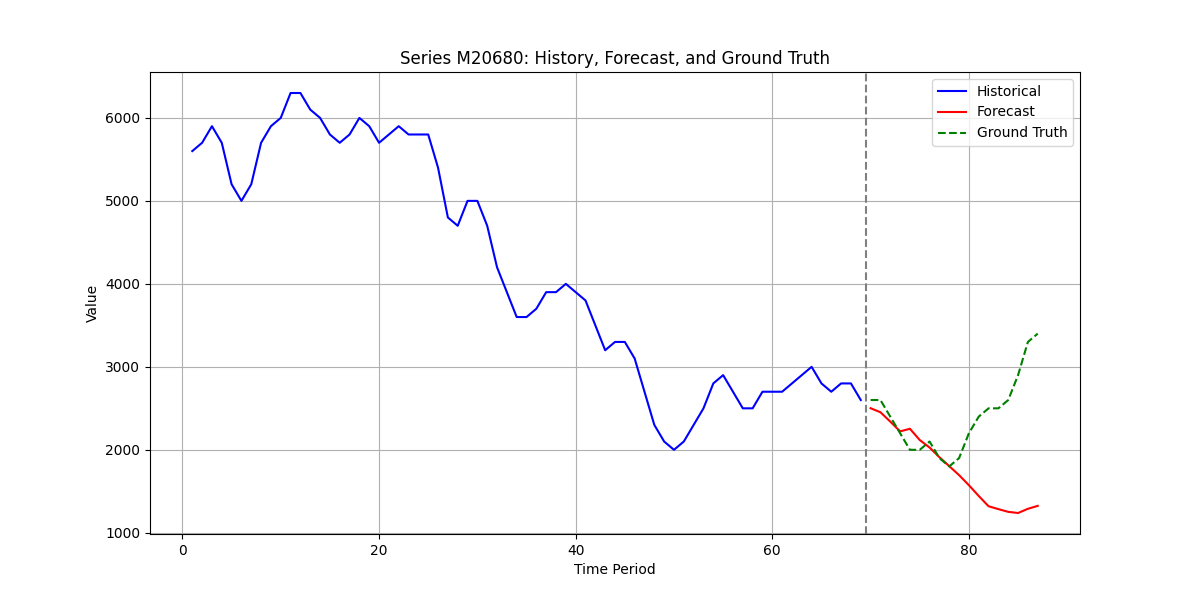 Series M20680: History, Forecast, and Ground Truth
Historical
Forecast
Ground Truth
Value
6000
5000
4000
3000
2000
1000
0
20
40
60
80
Time Period